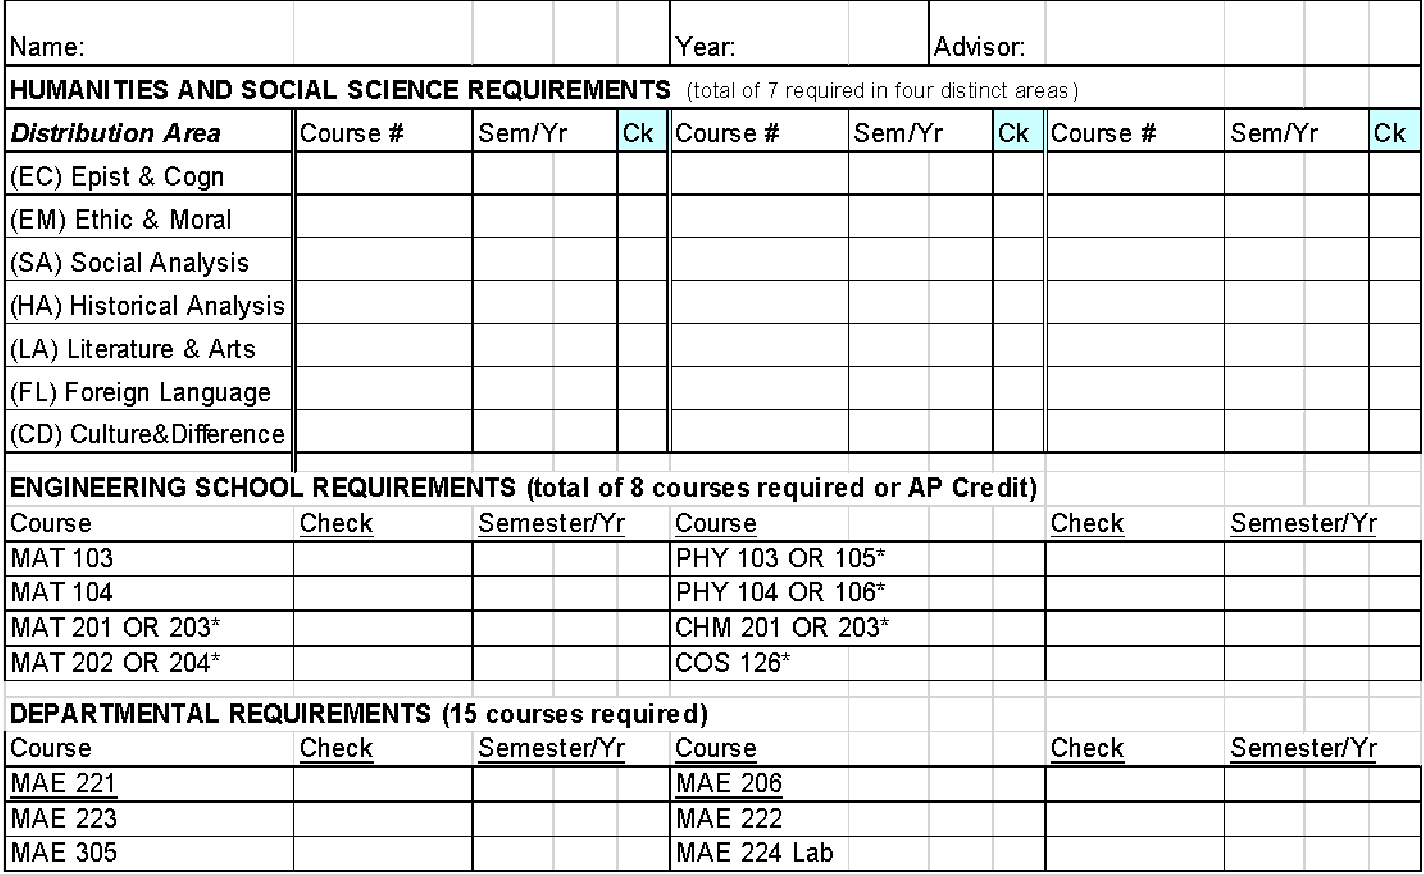 Name: Year: Advisor:
HUMANITIES AND SOCIAL SCIENCE REQUIREMENTS (total of 7 required in four distinct areas)
Distribution Area Course # Sem/Yr Ck Course # Sem/Yr Ck Course # Sem/Yr Ck
(EC) Epist & Cogn
(EM) Ethic & Moral
(SA) Social Analysis
(HA) Historical Analysis
(LA) Literature & Arts
(FL) Foreign Language
(CD) Culture&Difference
ENGINEERING SCHOOL REQUIREMENTS (total of 8 courses required or AP Credit)
Course Check Semester/Yr Course Check Semester/Yr
MAT 103 PHY 103 OR 105*
MAT 104 PHY 104 OR 106*
MAT 201 OR 203* CHM 201 OR 203*
MAT 202 OR 204* COS 126*
DEPARTMENTAL REQUIREMENTS (15 courses required)
Course Check Semester/Yr Course Check Semester/Yr
MAE 221 MAE 206
MAE 223 MAE 222
MAE 305 MAE 224 Lab